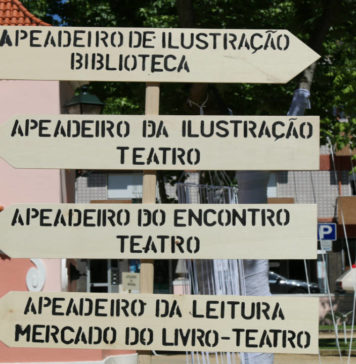 APEADEIRO DE ILUSTRAÇÃO
BIBLIOTECA
APEADEIRO DA ILUSTRAÇÃO
TEATRO
APEADEIRO DO ENCONTRO
TEATRO
P
APEADEIRO DA LEITURA
MERCADO DO LIVRO-TEATRO